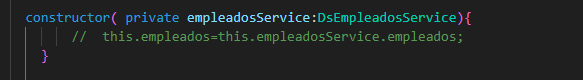 constructor( private empleadosService:DsEmpleadosService){
//  this.empleados=this.empleadosService.empleados;
}